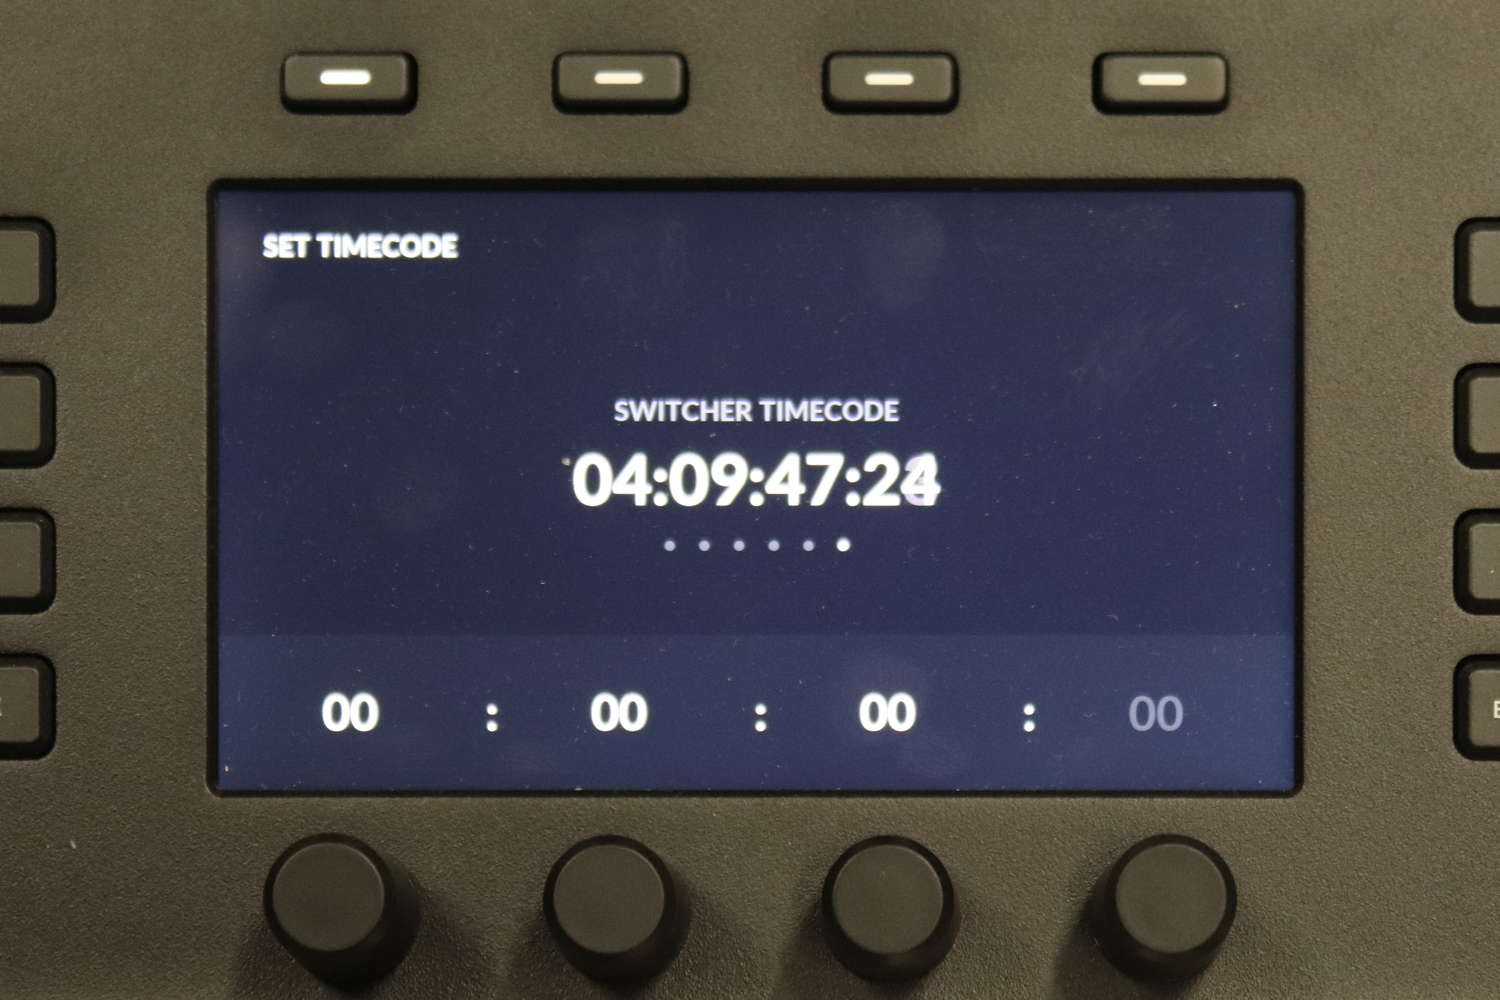 SET TIMECODE
SWITCHER TIMECODE
04:09:47:24
00 : 00 : 00 : 00